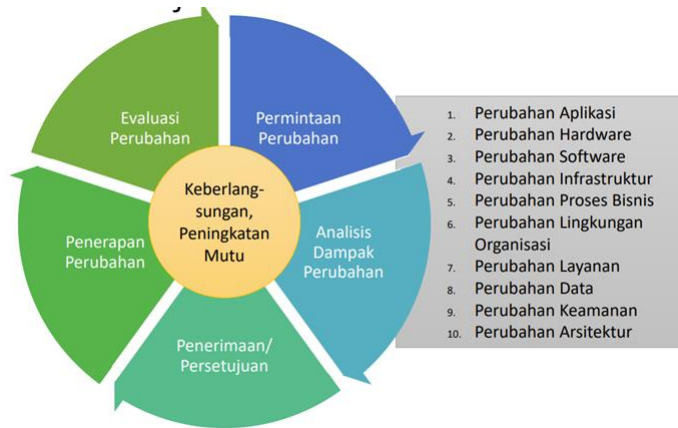 Evaluasi
Perubahan
Permintaan
Perubahan
Keberlang-
sungan,
Peningkatan
Mutu
Penerapan
Perubahan
Analisis
Dampak
Perubahan
Penerimaan/
Persetujuan
1. Perubahan Aplikasi
2. Perubahan Hardware
3. Perubahan Software
4. Perubahan Infrastruktur
5. Perubahan Proses Bisnis
6. Perubahan Lingkungan
Organisasi
7. Perubahan Layanan
8. Perubahan Data
9. Perubahan Keamanan
10. Perubahan Arsitektur